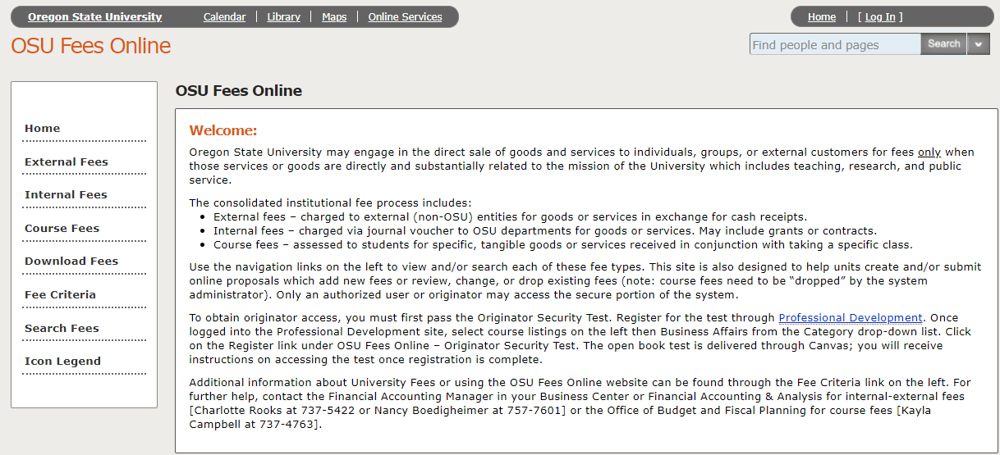 Oregon State University Calendar | Library | Maps | Online Services
Home | [ Log In ]
OSU Fees Online
Find people and pages Search
Home
External Fees
Internal Fees
Course Fees
Download Fees
Fee Criteria
Search Fees
Icon Legend
OSU Fees Online
Welcome:
Oregon State University may engage in the direct sale of goods and services to individuals, groups, or external customers for fees only when
those services or goods are directly and substantially related to the mission of the University which includes teaching, research, and public
service.
The consolidated institutional fee process includes:
• External fees – charged to external (non-OSU) entities for goods or services in exchange for cash receipts.
• Internal fees – charged via journal voucher to OSU departments for goods or services. May include grants or contracts.
• Course fees – assessed to students for specific, tangible goods or services received in conjunction with taking a specific class.
Use the navigation links on the left to view and/or search each of these fee types. This site is also designed to help units create and/or submit
online proposals which add new fees or review, change, or drop existing fees (note: course fees need to be “dropped” by the system
administrator). Only an authorized user or originator may access the secure portion of the system.
To obtain originator access, you must first pass the Originator Security Test. Register for the test through Professional Development. Once
logged into the Professional Development site, select course listings on the left then Business Affairs from the Category drop-down list. Click
on the Register link under OSU Fees Online – Originator Security Test. The open book test is delivered through Canvas; you will receive
instructions on accessing the test once registration is complete.
Additional information about University Fees or using the OSU Fees Online website can be found through the Fee Criteria link on the left. For
further help, contact the Financial Accounting Manager in your Business Center or Financial Accounting & Analysis for internal-external fees
[Charlotte Rooks at 737-5422 or Nancy Boedigheimer at 757-7601] or the Office of Budget and Fiscal Planning for course fees [Kayla
Campbell at 737-4763].